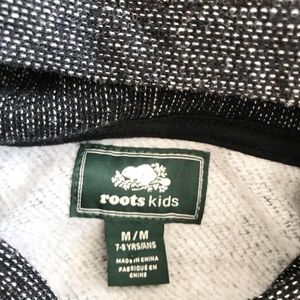 roots kids
M/M
7-8 YRS/ANS
MADE IN CHINA
FABRIQUÉ EN
CHINE